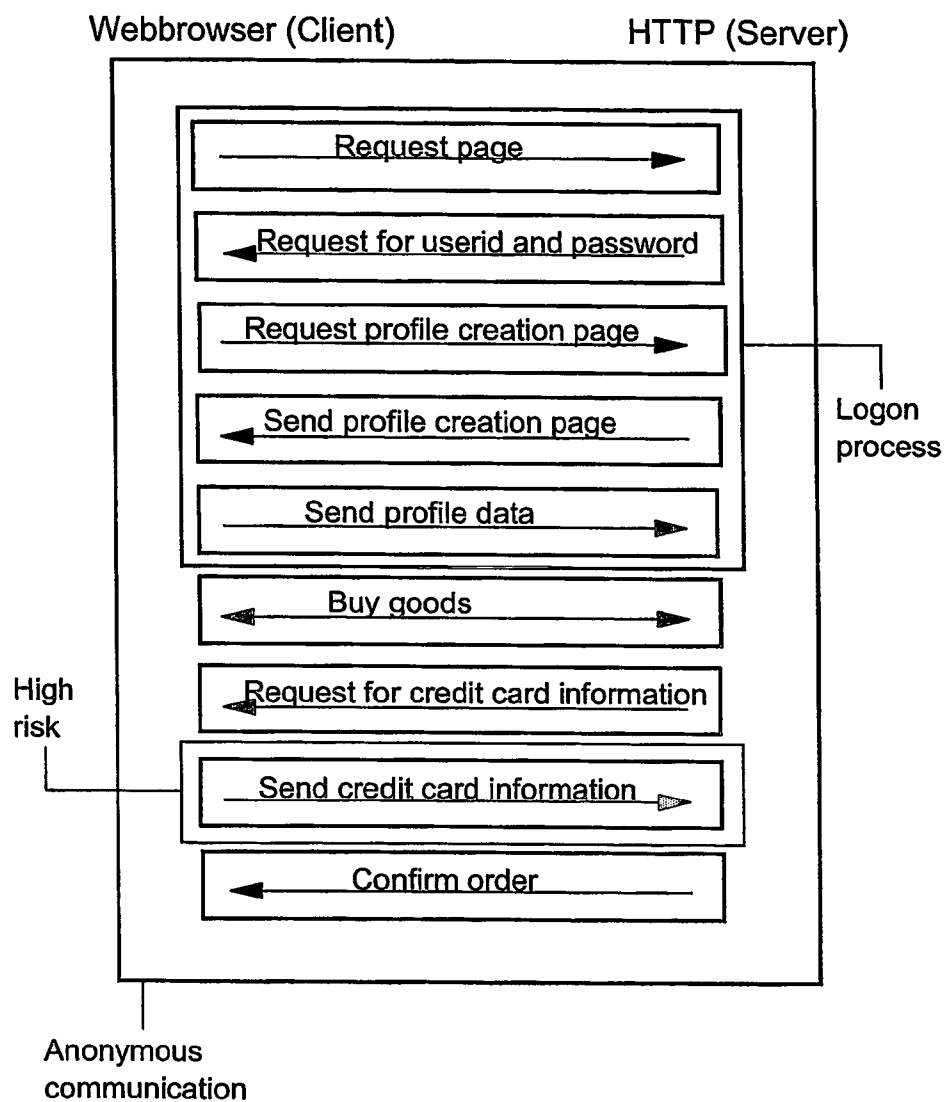 Webbrowser (Client)
HTTP (Server)
Request page
Request for userid and password
Request profile creation page
Send profile creation page
Logon
process
Send profile data
Buy goods
High
risk
Request for credit card information
Send credit card information
Confirm order
Anonymous
communication